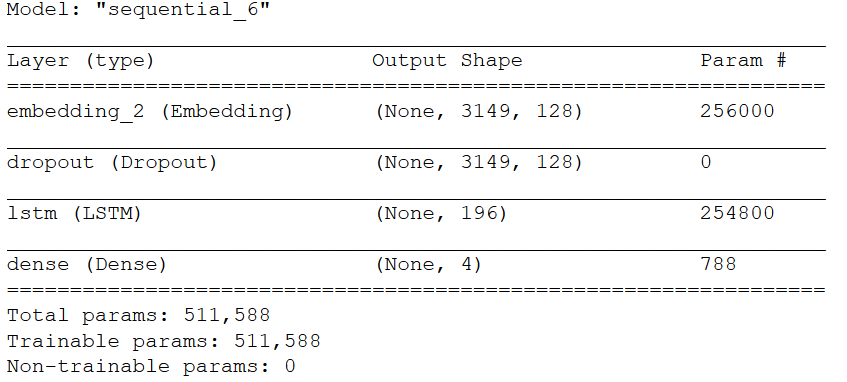 Model: "sequential_6"
Layer (type) Output Shape Param #
embedding_2 (Embedding) (None, 3149, 128) 256000
dropout (Dropout) (None, 3149, 128) 0
lstm (LSTM) (None, 196) 254800
dense (Dense) (None, 4) 788
Total params: 511,588
Trainable params: 511,588
Non-trainable params: 0